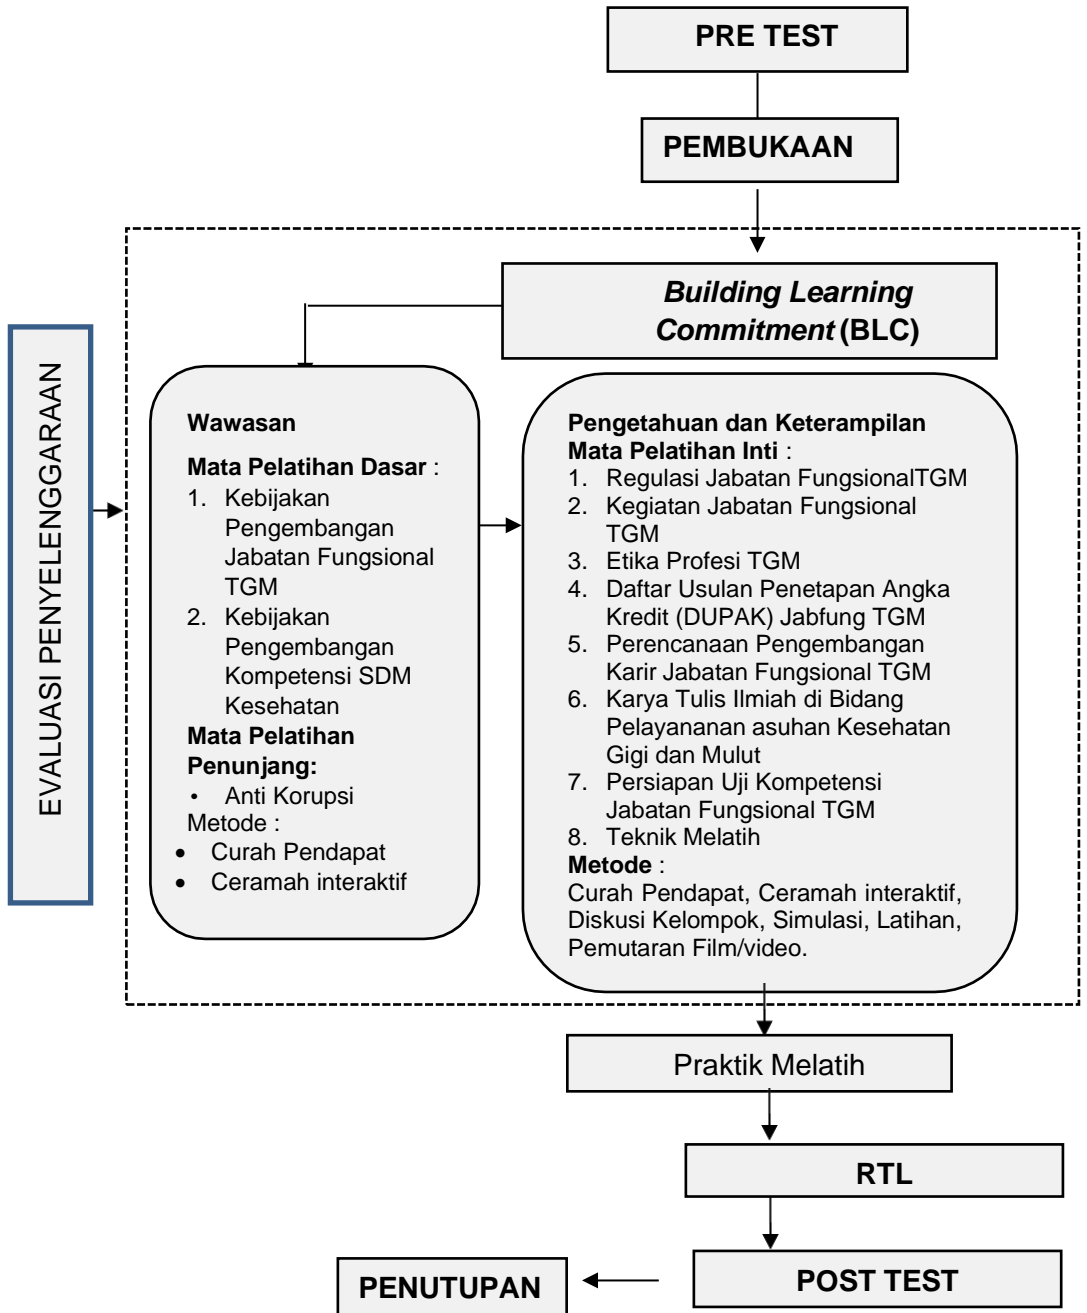 PRE TEST
PEMBUKAAN
Building Learning
Commitment (BLC)
EVALUASI PENYELENGGARAAN
Wawasan
Mata Pelatihan Dasar :
1. Kebijakan
Pengembangan
Jabatan Fungsional
TGM
2. Kebijakan
Pengembangan
Kompetensi SDM
Kesehatan
Mata Pelatihan
Penunjang:
• Anti Korupsi
Metode :
• Curah Pendapat
• Ceramah interaktif
Pengetahuan dan Keterampilan
Mata Pelatihan Inti :
1. Regulasi Jabatan FungsionalTGM
2. Kegiatan Jabatan Fungsional
TGM
3. Etika Profesi TGM
4. Daftar Usulan Penetapan Angka
Kredit (DUPAK) Jabfung TGM
5. Perencanaan Pengembangan
Karir Jabatan Fungsional TGM
6. Karya Tulis Ilmiah di Bidang
Pelayananan asuhan Kesehatan
Gigi dan Mulut
7. Persiapan Uji Kompetensi
Jabatan Fungsional TGM
8. Teknik Melatih
Metode :
Curah Pendapat, Ceramah interaktif,
Diskusi Kelompok, Simulasi, Latihan,
Pemutaran Film/video.
Praktik Melatih
RTL
POST TEST
PENUTUPAN